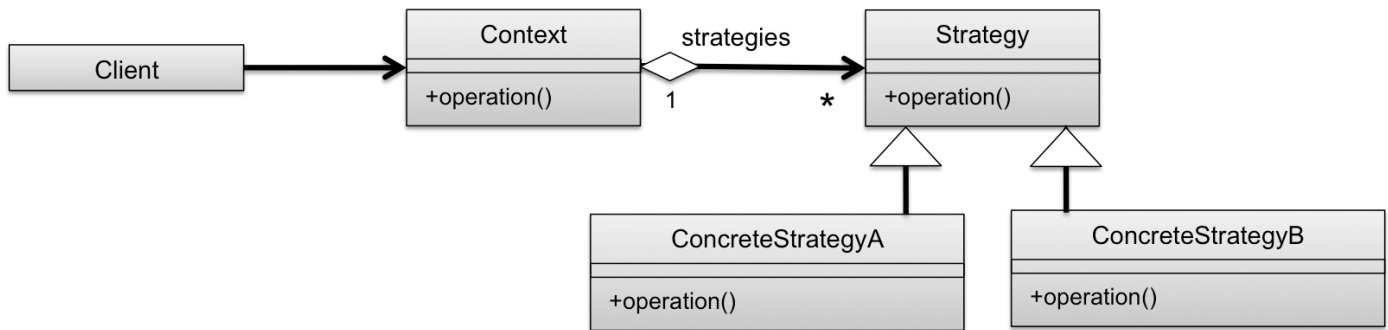 Client
Context
+operation()
strategies
1
*
Strategy
+operation()
ConcreteStrategyA
+operation()
ConcreteStrategyB
+operation()